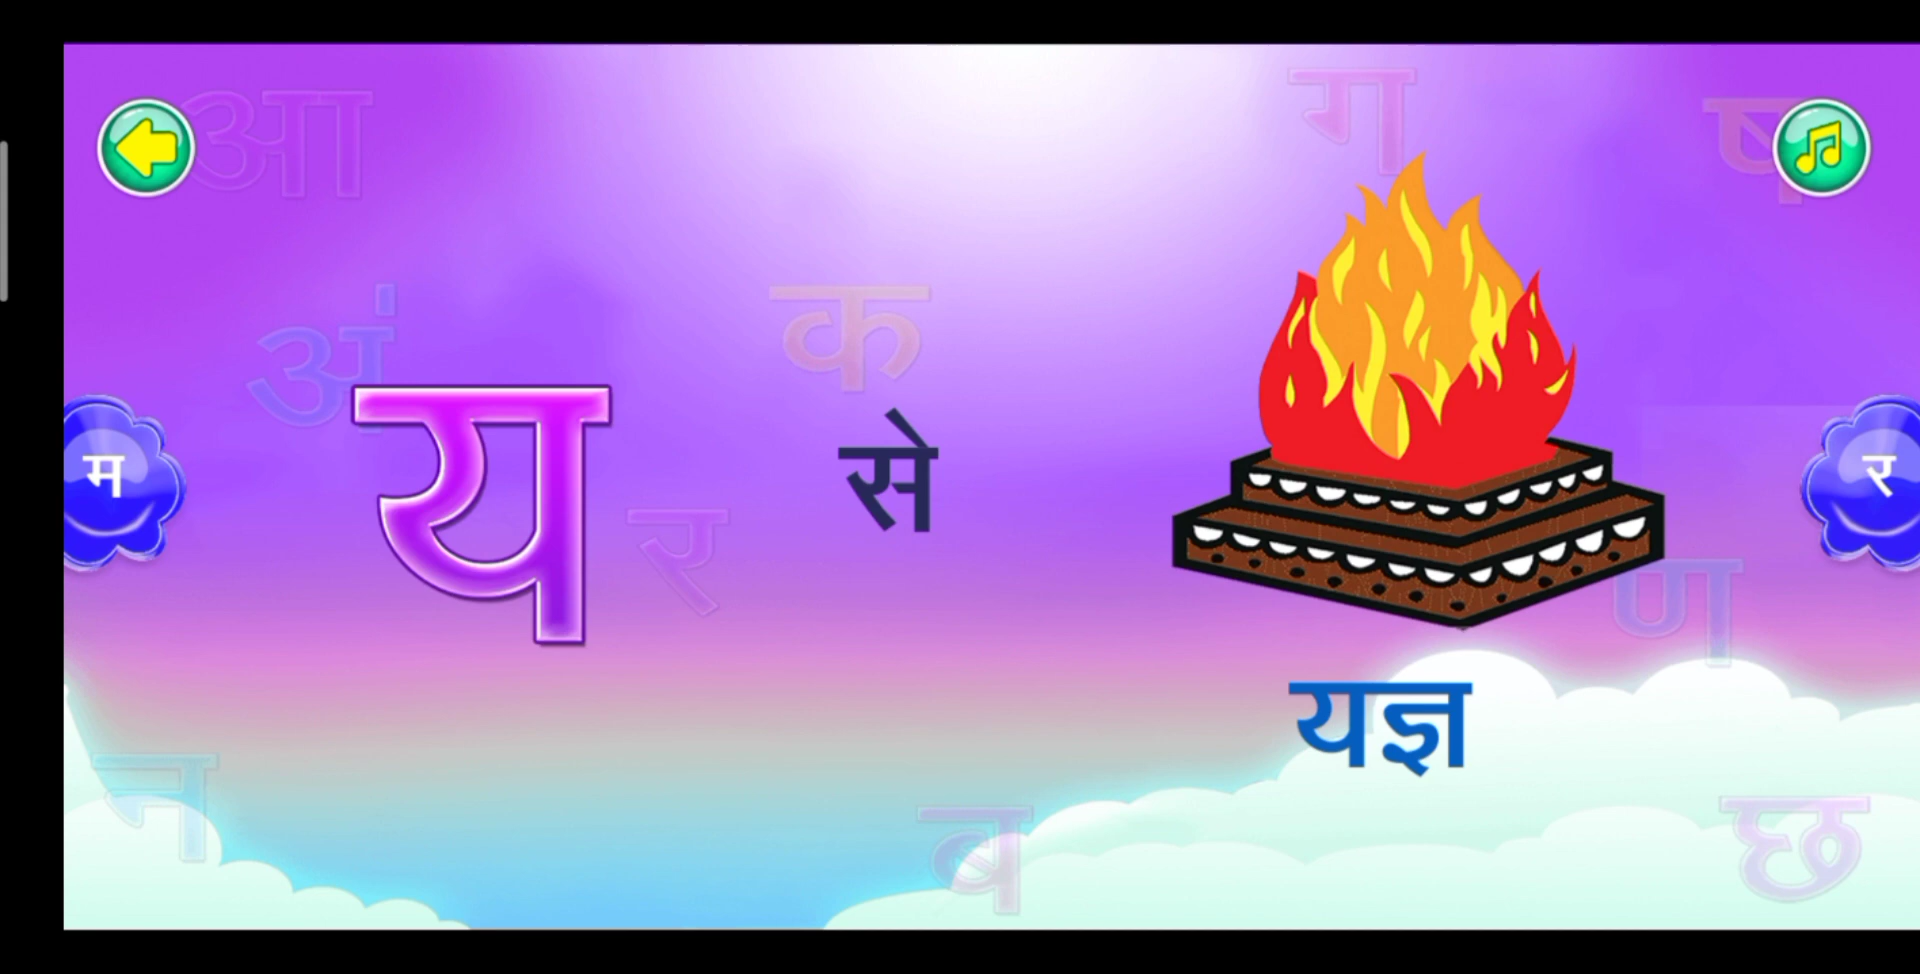 आ ग ष
अं क
म य से र
र
ण
यज्ञ
न ब छ